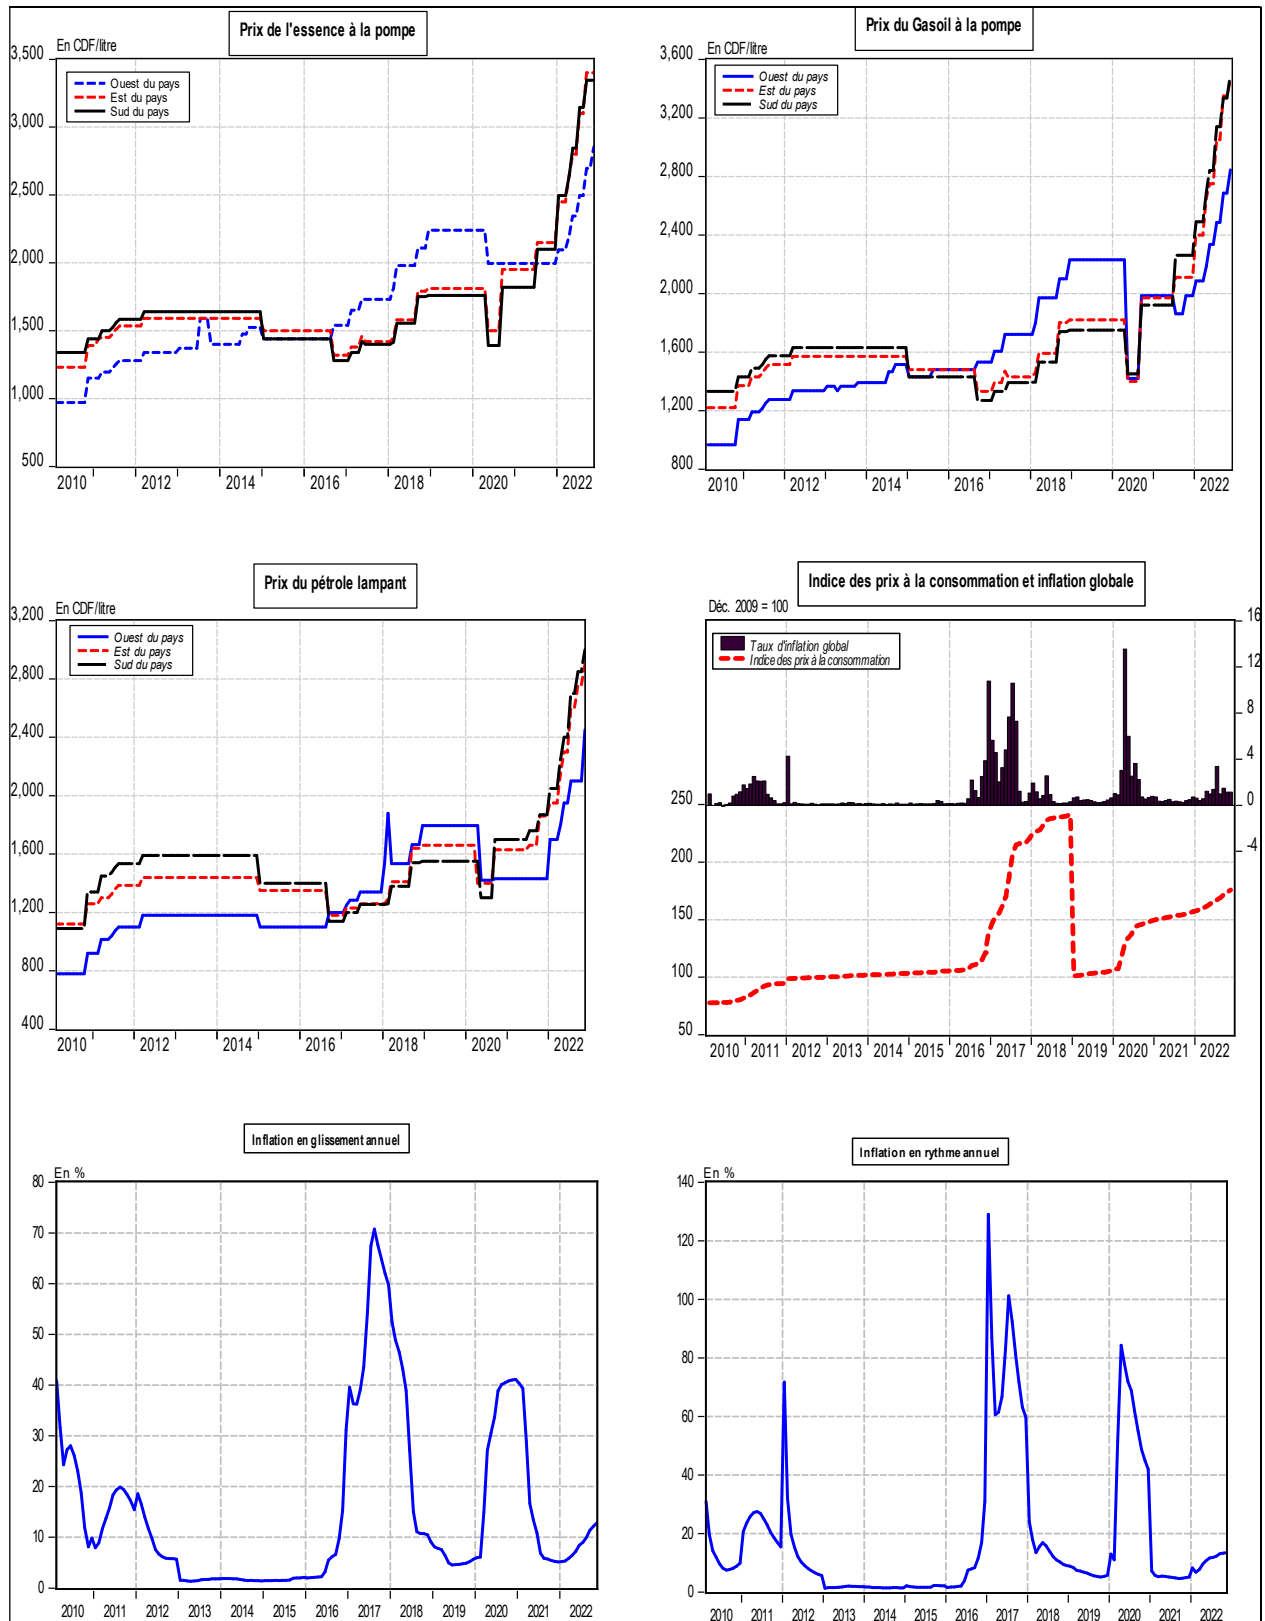 Prix de l'essence à la pompe
En CDF/litre
3,500
3,000
2,500
2,000
1,500
1,000
500
Ouest du pays
Est du pays
Sud du pays
2010 2012 2014 2016 2018 2020 2022
Prix du Gasoil à la pompe
En CDF/litre
3,600
3,200
2,800
2,400
2,000
1,600
1,200
800
Ouest du pays
Est du pays
Sud du pays
2010 2012 2014 2016 2018 2020 2022
Prix du pétrole lampant
En CDF/litre
3,200
2,800
2,400
2,000
1,600
1,200
800
400
Ouest du pays
Est du pays
Sud du pays
2010 2012 2014 2016 2018 2020 2022
Indice des prix à la consommation et inflation globale
Déc. 2009 = 100
Taux d'inflation global
Indice des prix à la consommation
16
12
8
4
0
-4
250
200
150
100
50
2010 2011 2012 2013 2014 2015 2016 2017 2018 2019 2020 2021 2022
Inflation en glissement annuel
En %
80
70
60
50
40
30
20
10
0
2010 2011 2012 2013 2014 2015 2016 2017 2018 2019 2020 2021 2022
Inflation en rythme annuel
En %
140
120
100
80
60
40
20
0
2010 2011 2012 2013 2014 2015 2016 2017 2018 2019 2020 2021 2022